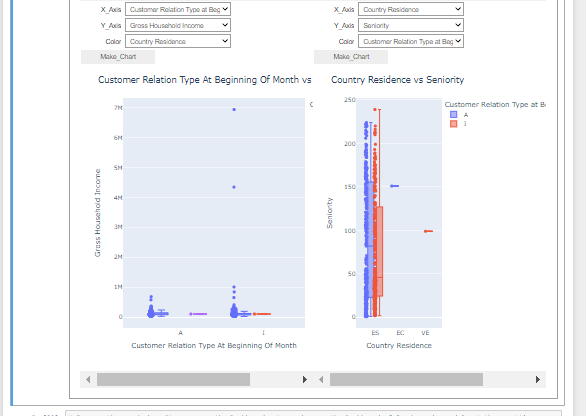 X_Axis Customer Relation Type at Beg
Y_Axis Gross Household Income
Color Country Residence
Make_Chart
X_Axis Country Residence
Y_Axis Seniority
Color Customer Relation Type at Beg
Make_Chart
Customer Relation Type At Beginning Of Month vs
7M
6M
5M
4M
3M
2M
1M
0
Gross Household Income
A I
Customer Relation Type At Beginning Of Month
Country Residence vs Seniority
Customer Relation Type at B
A
I
250
200
150
100
50
0
Seniority
ES EC VE
Country Residence